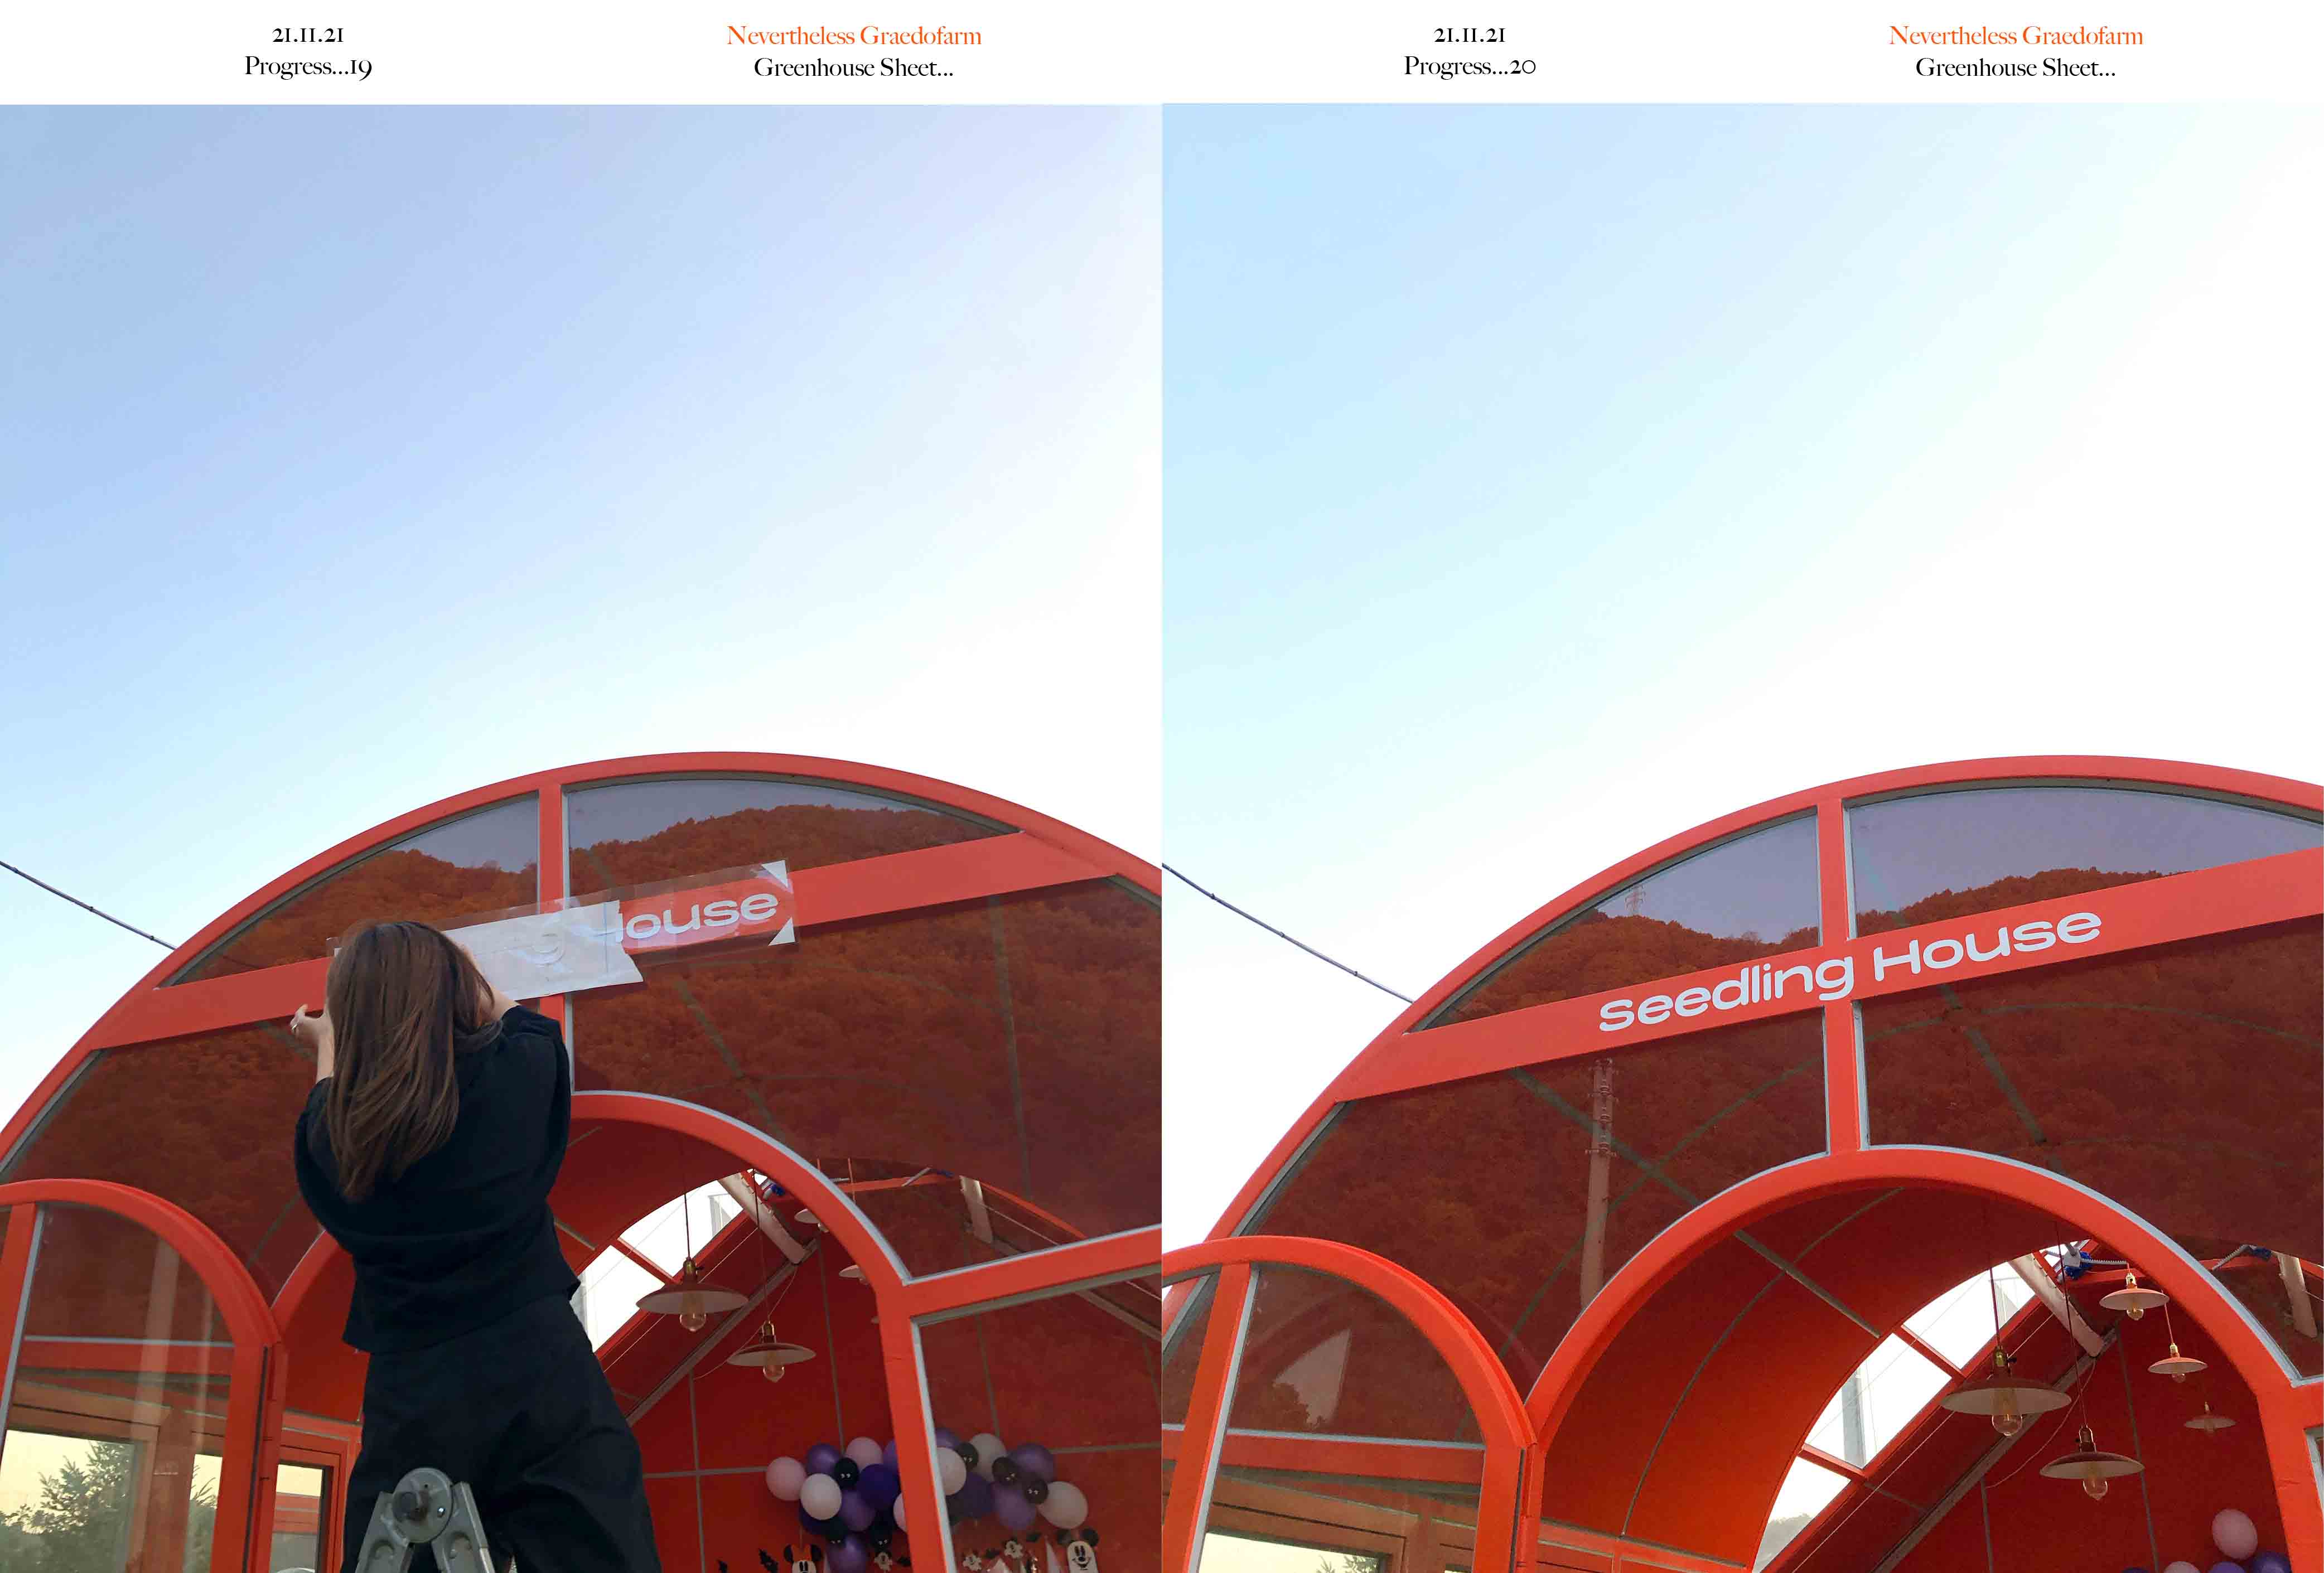 21.11.21
Progress...19
Nevertheless Graedofarm
Greenhouse Sheet...
21.11.21
Progress...20
Nevertheless Graedofarm
Greenhouse Sheet...
ng House
Seedling House